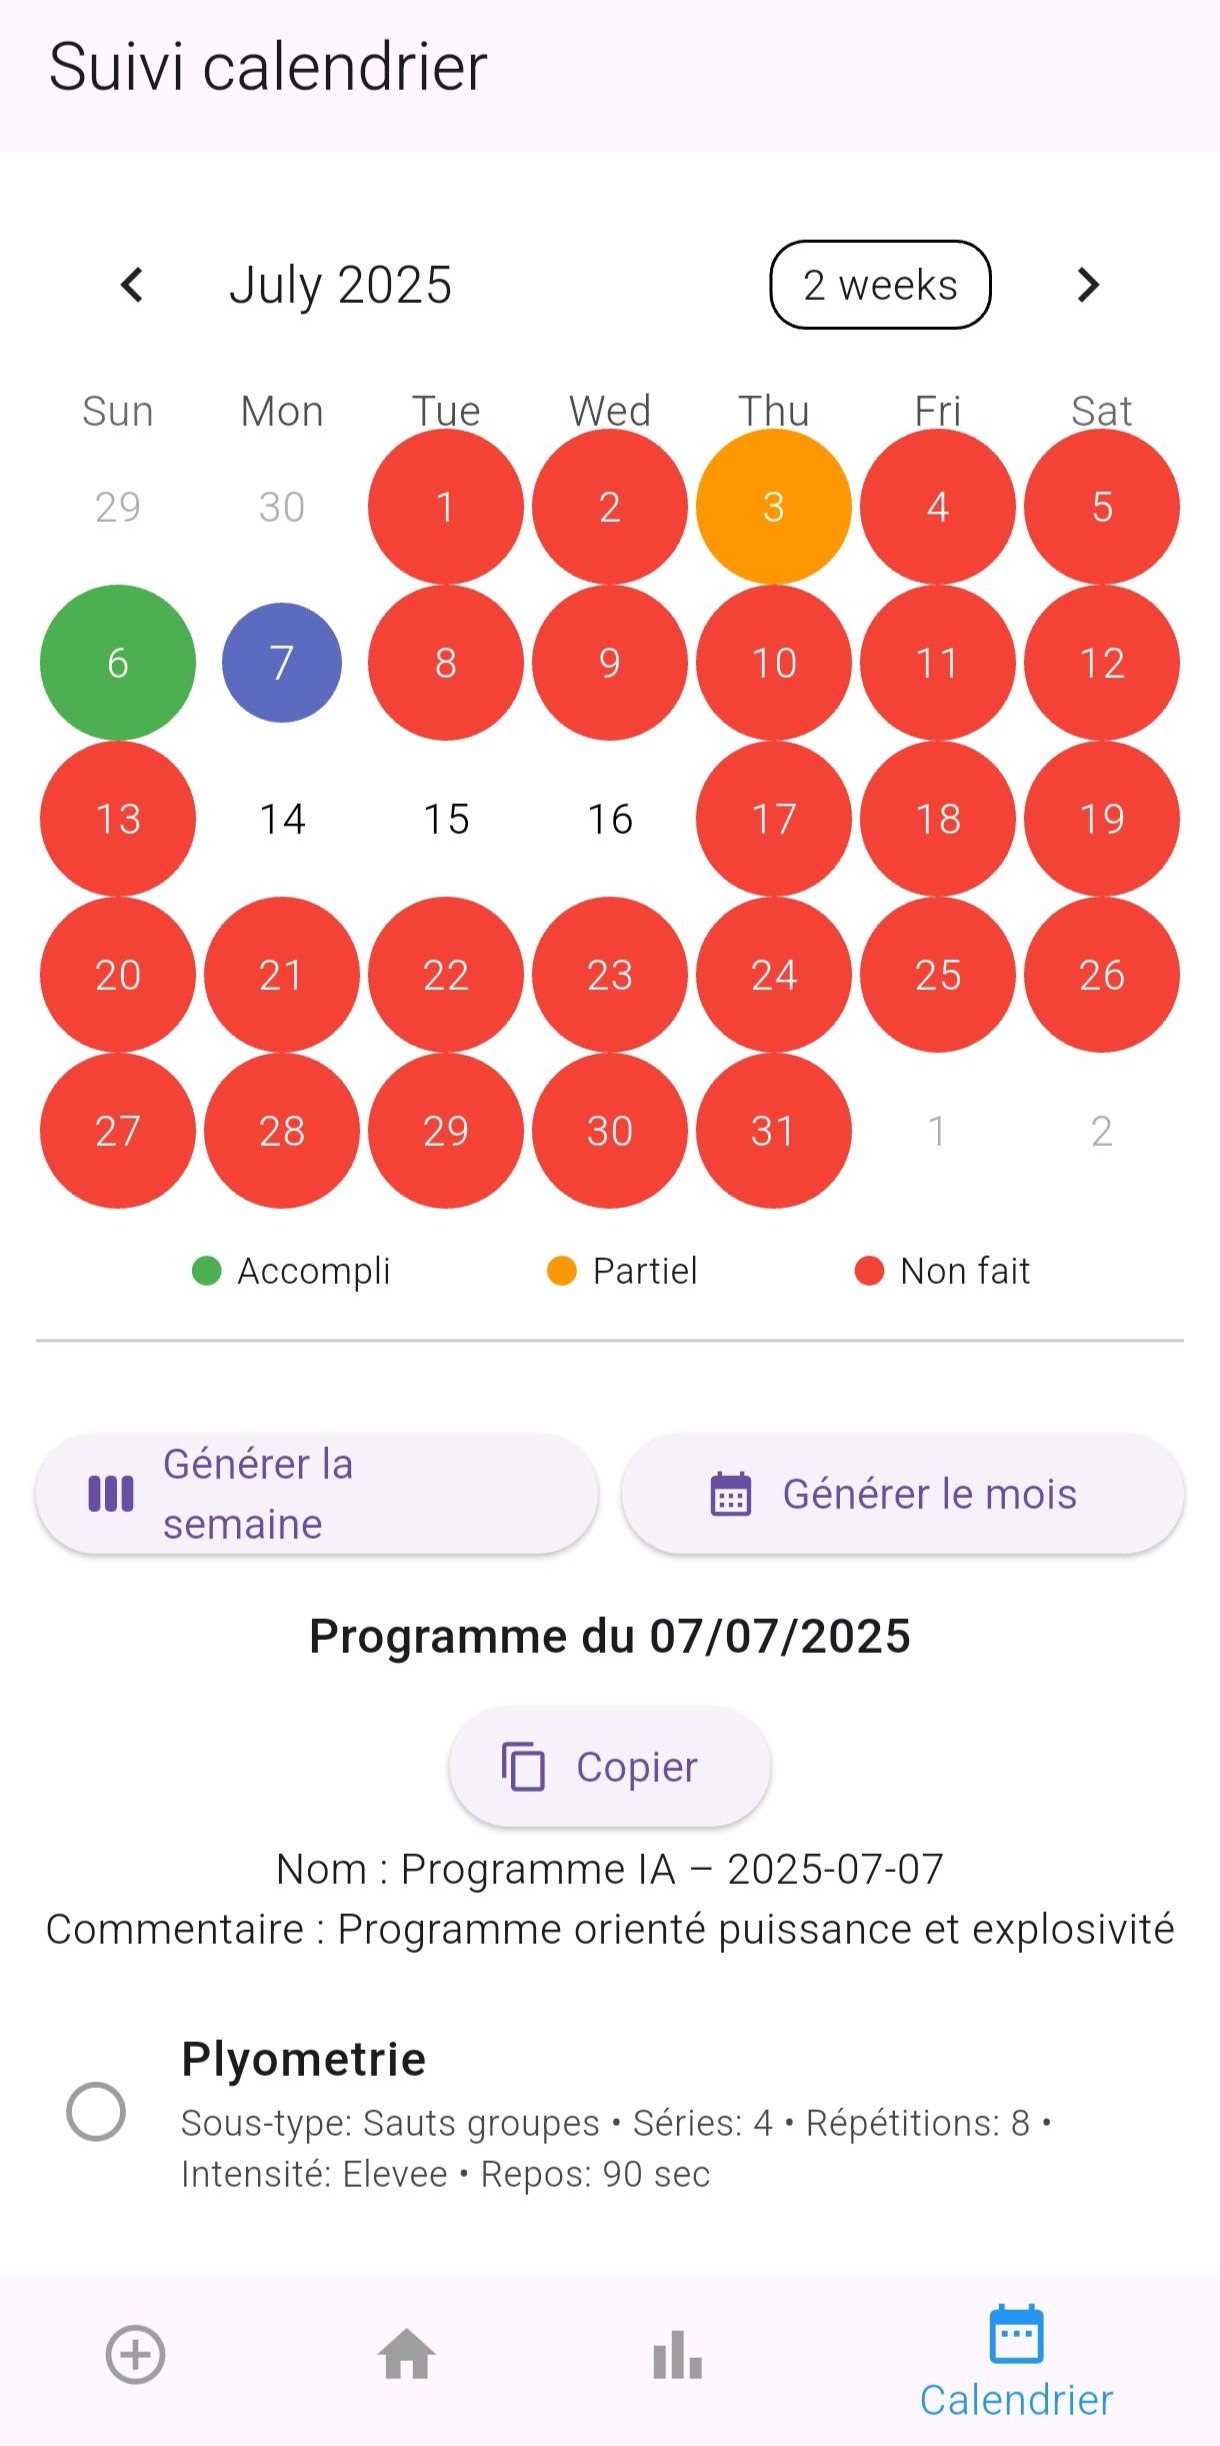 Suivi calendrier
July 2025 2 weeks
Sun Mon Tue Wed Thu Fri Sat
29 30 1 2 3 4 5
6 7 8 9 10 11 12
13 14 15 16 17 18 19
20 21 22 23 24 25 26
27 28 29 30 31 1 2
Accompli Partiel Non fait
Générer la
semaine
Générer le mois
Programme du 07/07/2025
Copier
Nom : Programme IA – 2025-07-07
Commentaire : Programme orienté puissance et explosivité
Plyometrie
Sous-type: Sauts groupes • Séries: 4 • Répétitions: 8 •
Intensité: Elevee • Repos: 90 sec
Calendrier